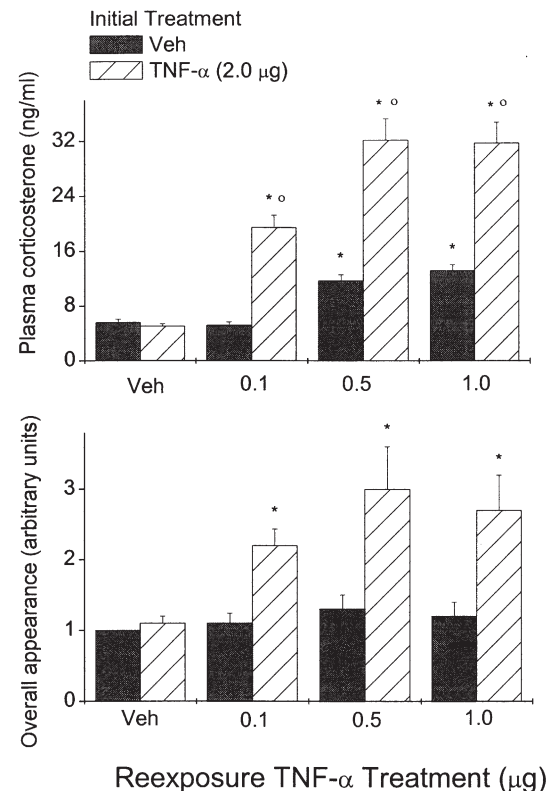 Initial Treatment
Veh
TNF-α (2.0 μg)
Plasma corticosterone (ng/ml)
32
24
16
8
0
* o
* o
* o
*
*
Veh
0.1
0.5
1.0
Overall appearance (arbitrary units)
3
2
1
0
*
*
*
Veh
0.1
0.5
1.0
Reexposure TNF-α Treatment (μg)